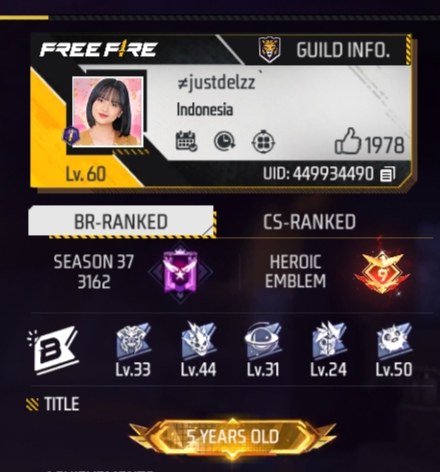 FREE FIRE
GUILD INFO.
≠justdelzz`
Indonesia
1978
Lv. 60
UID: 449934490
BR-RANKED
CS-RANKED
SEASON 37
3162
HEROIC
EMBLEM
9
B
Lv.33
Lv.44
Lv.31
Lv.24
Lv.50
TITLE
5 YEARS OLD